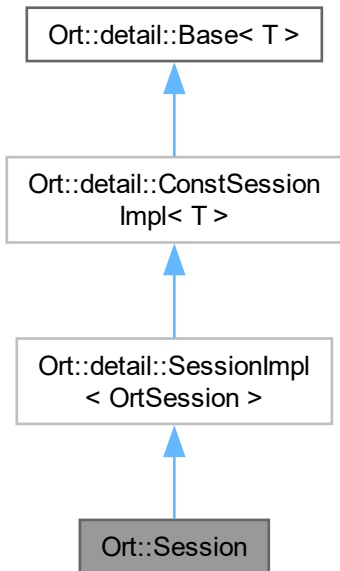 Ort::detail::Base< T >
Ort::detail::ConstSession
Impl< T >
Ort::detail::SessionImpl
< OrtSession >
Ort::Session